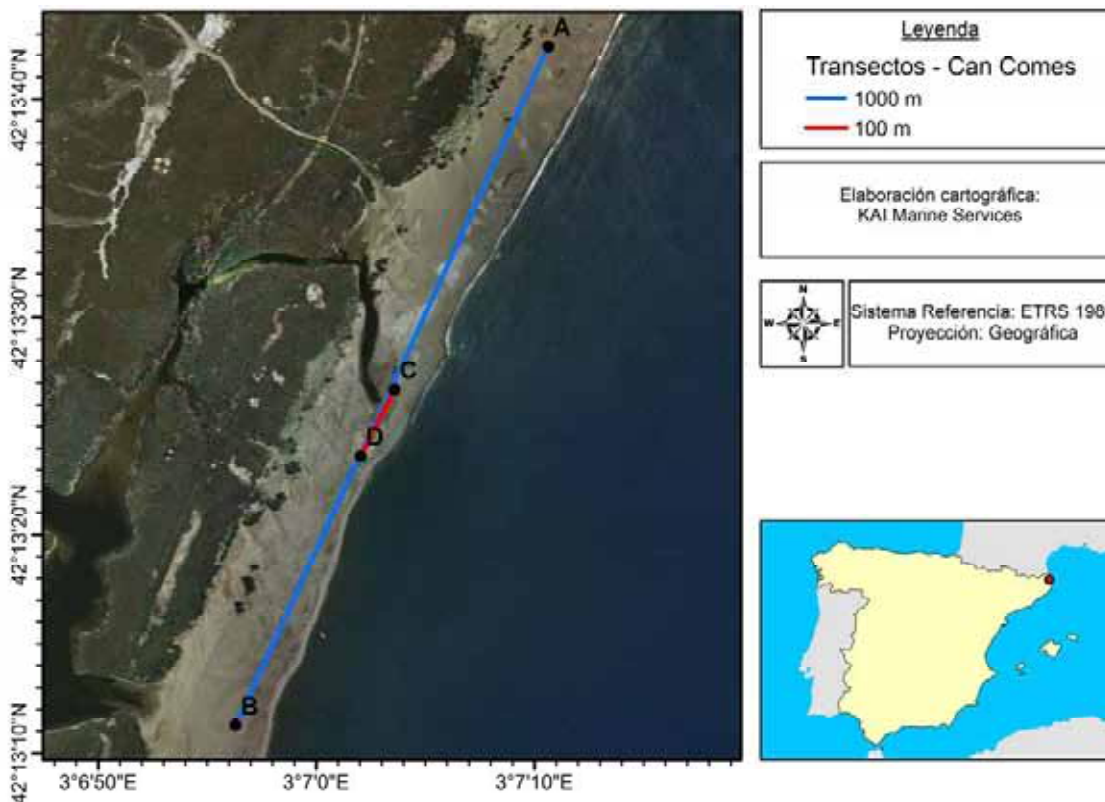 A
C
D
B
42°13'40"N
42°13'30"N
42°13'20"N
42°13'10"N
3°6'50"E
3°7'0"E
3°7'10"E
Leyenda
Transectos - Can Comes
1000 m
100 m
Elaboración cartográfica:
KAI Marine Services
N
W
E
S
Sistema Referencia: ETRS 198
Proyección: Geográfica